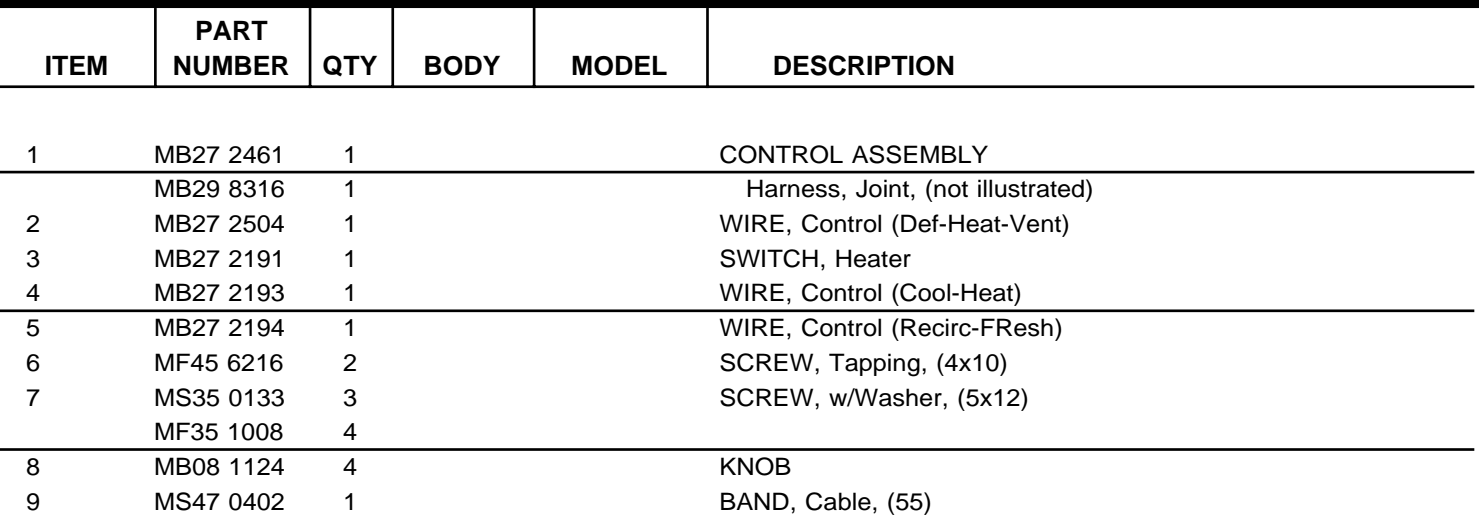 PART
ITEM NUMBER QTY BODY MODEL DESCRIPTION
1 MB27 2461 1 CONTROL ASSEMBLY
MB29 8316 1 Harness, Joint, (not illustrated)
2 MB27 2504 1 WIRE, Control (Def-Heat-Vent)
3 MB27 2191 1 SWITCH, Heater
4 MB27 2193 1 WIRE, Control (Cool-Heat)
5 MB27 2194 1 WIRE, Control (Recirc-FResh)
6 MF45 6216 2 SCREW, Tapping, (4x10)
7 MS35 0133 3 SCREW, w/Washer, (5x12)
MF35 1008 4
8 MB08 1124 4 KNOB
9 MS47 0402 1 BAND, Cable, (55)